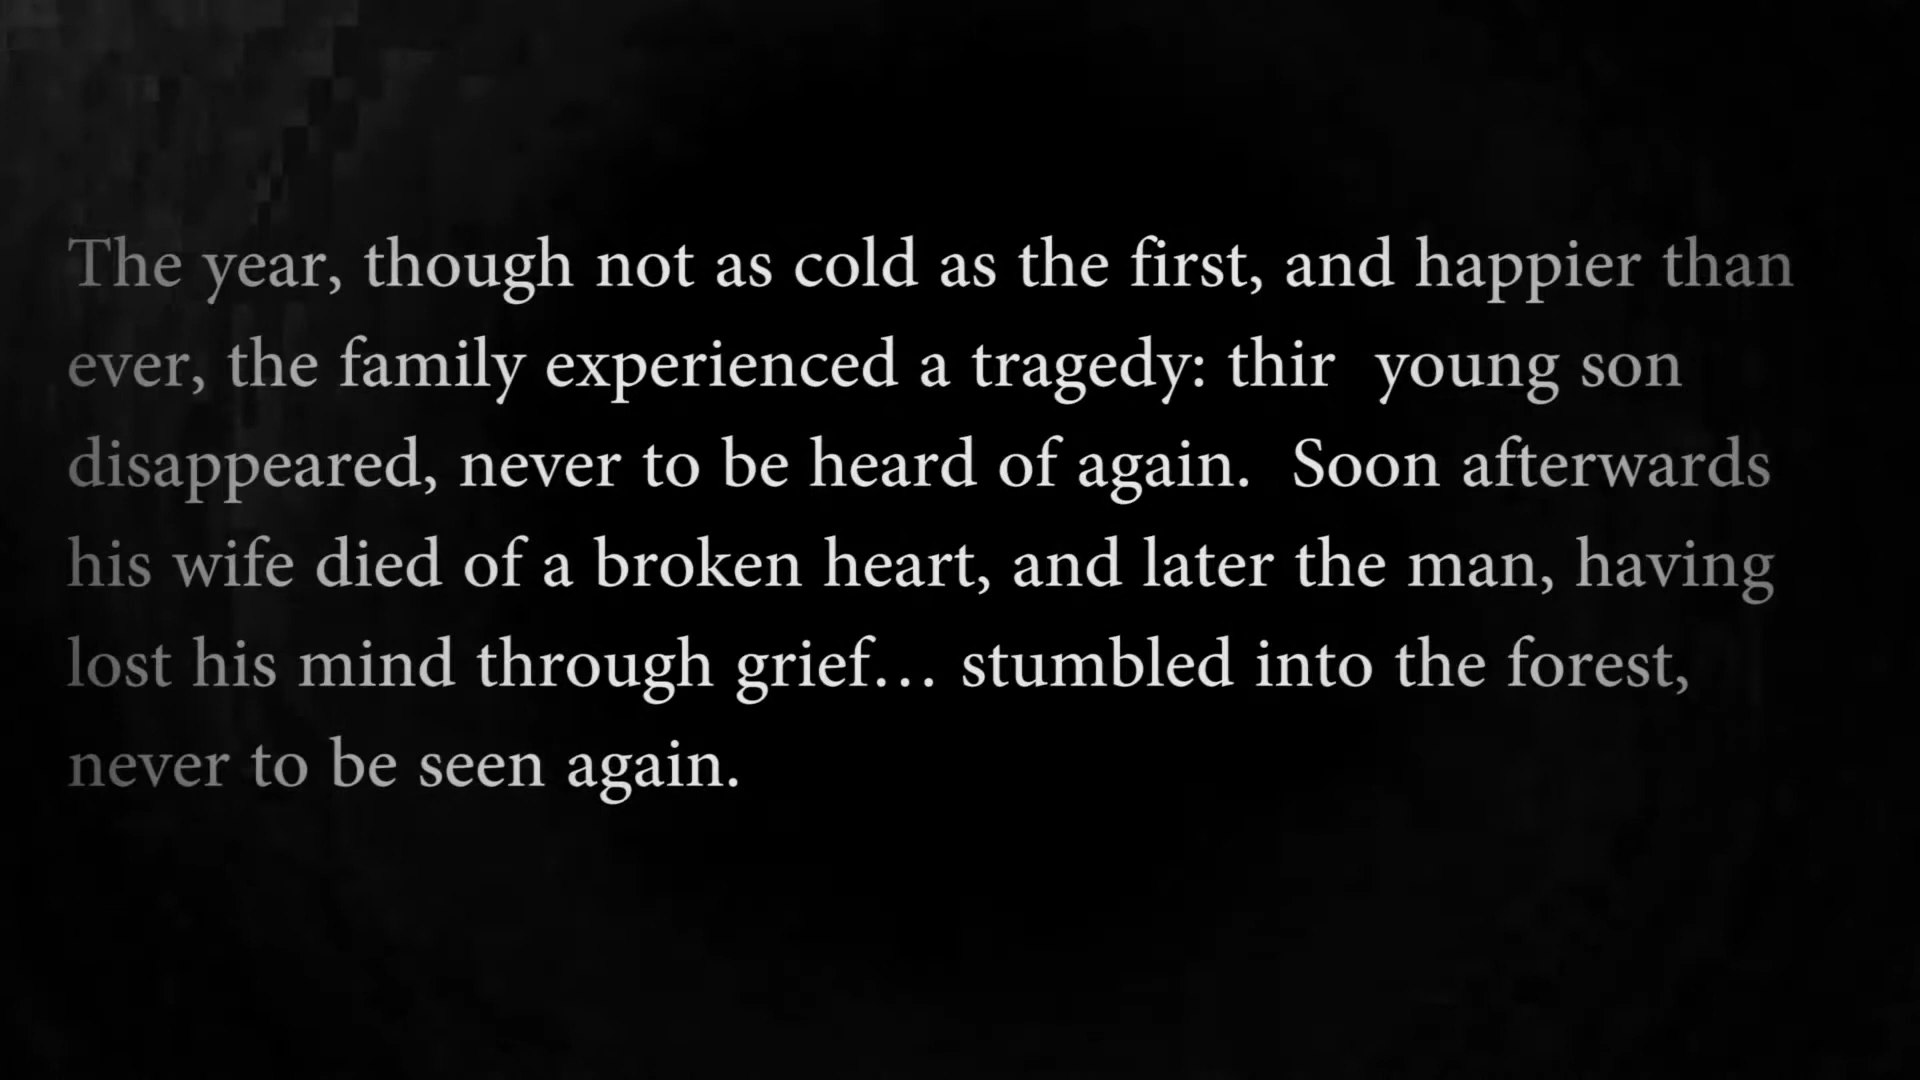 The year, though not as cold as the first, and happier than
ever, the family experienced a tragedy: thir  young son
disappeared, never to be heard of again.  Soon afterwards
his wife died of a broken heart, and later the man, having
lost his mind through grief… stumbled into the forest,
never to be seen again.